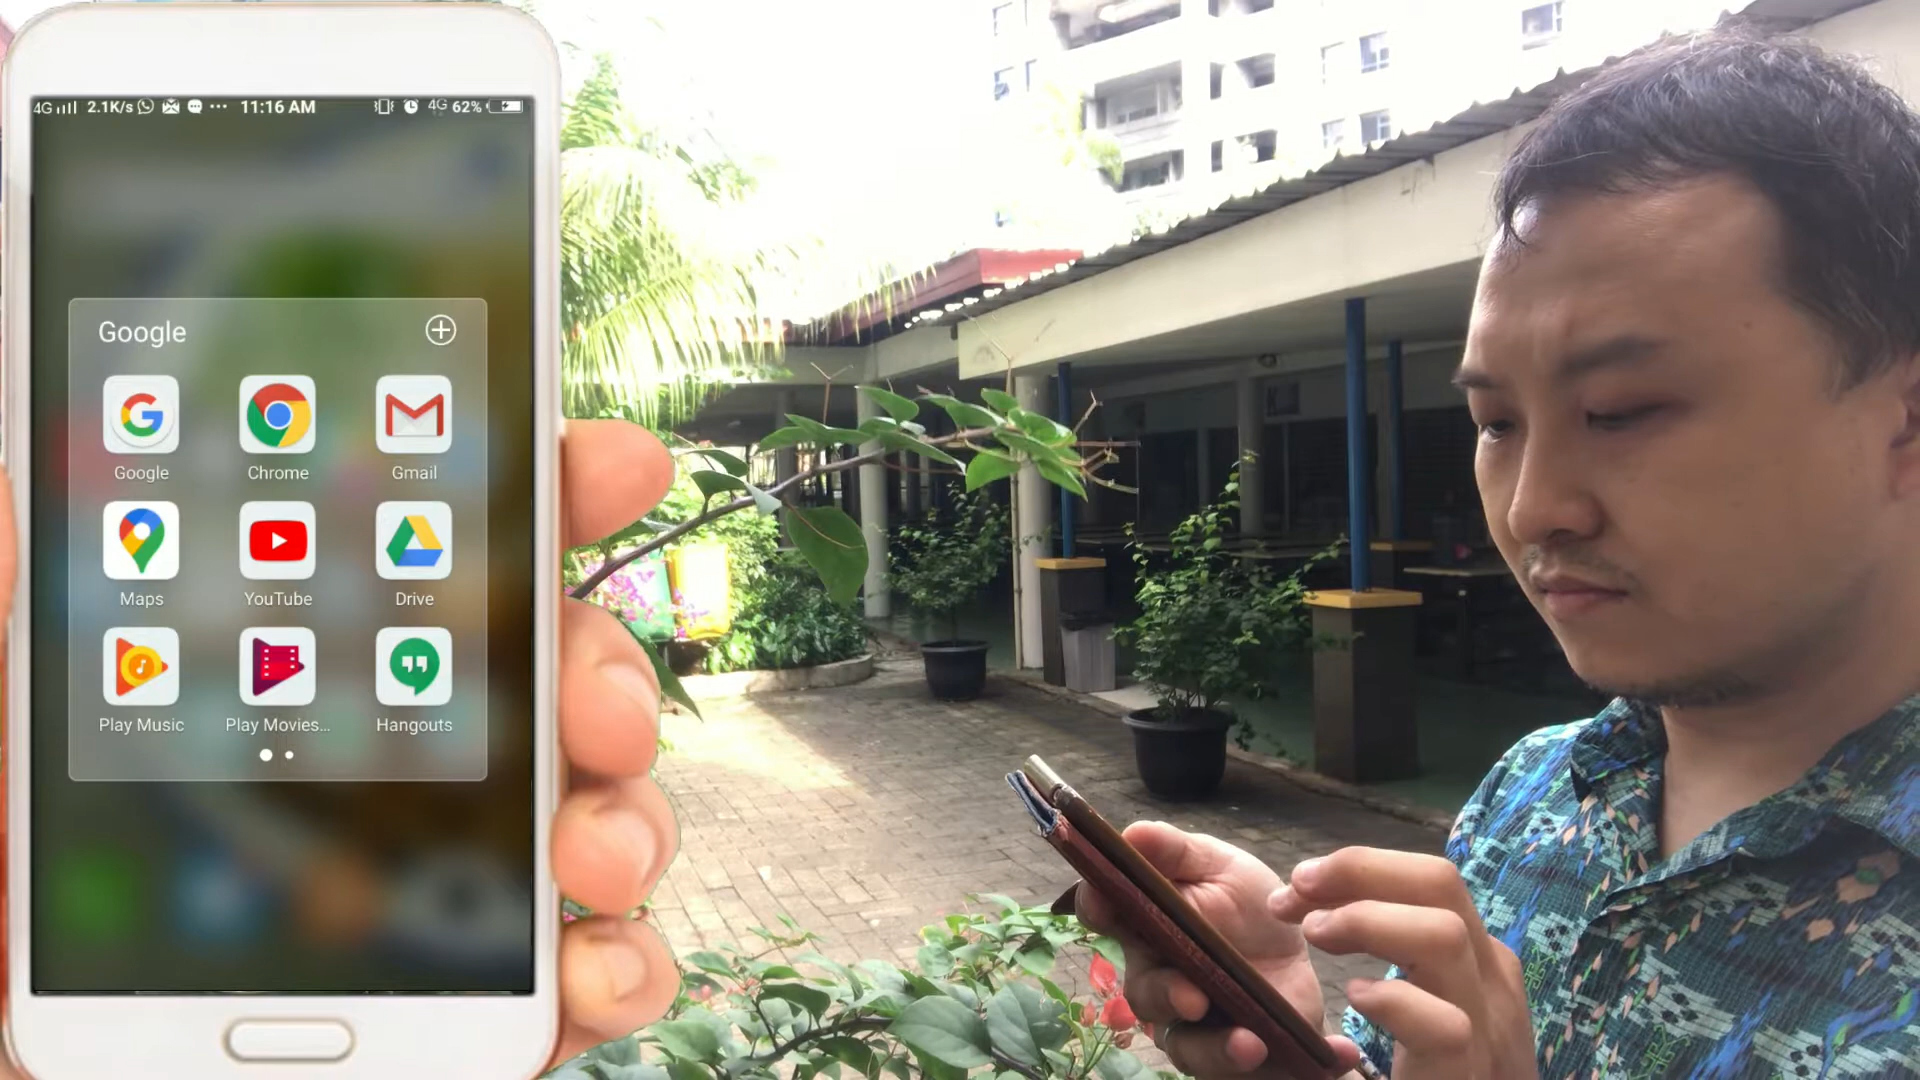 4G 2.1K/s ... 11:16 AM 4G 62%
Google
Google Chrome Gmail
Maps YouTube Drive
Play Music Play Movies... Hangouts